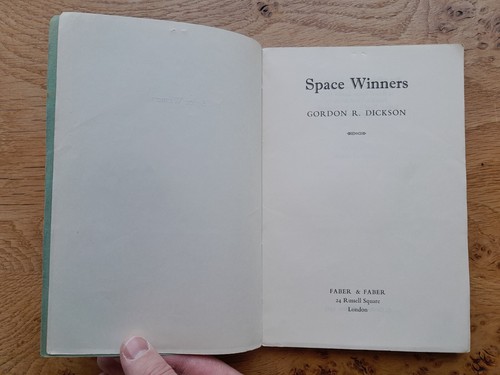 Space Winners
GORDON R. DICKSON
FABER & FABER
24 Russell Square
London